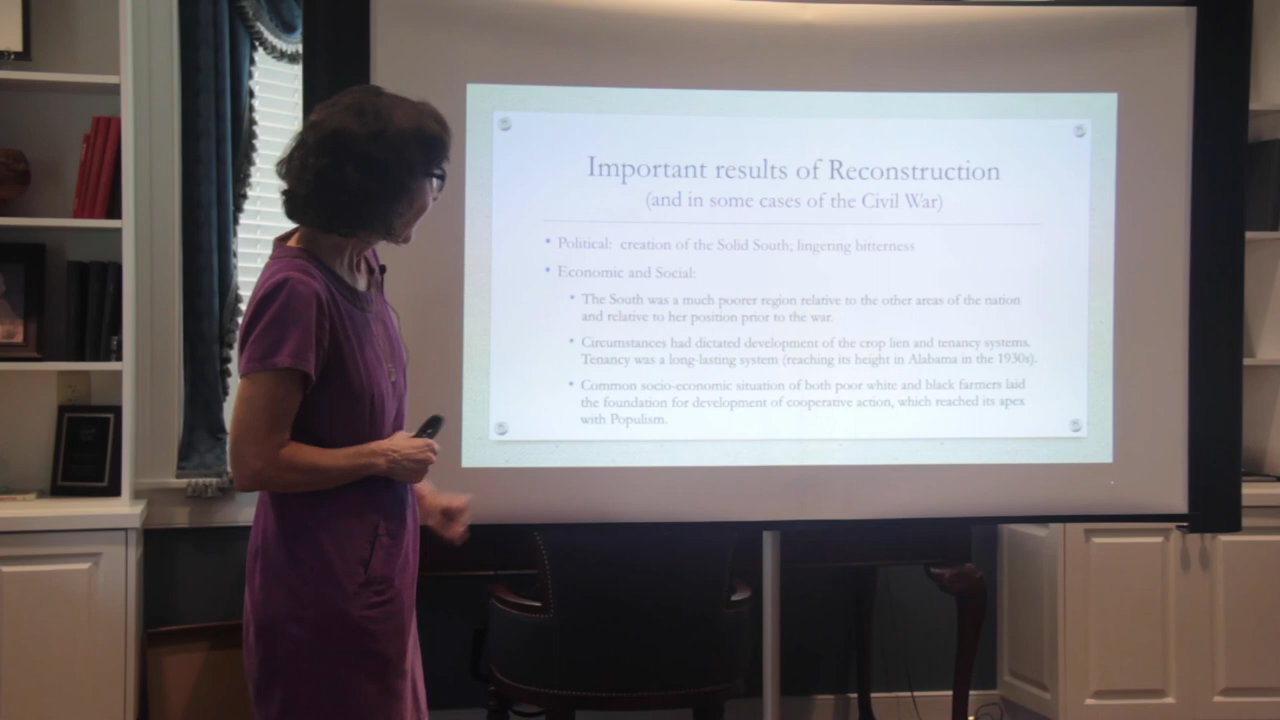 Important results of Reconstruction
(and in some cases of the Civil War)
• Political: creation of the Solid South; lingering bitterness
• Economic and Social:
• The South was a much poorer region relative to the other areas of the nation
and relative to her position prior to the war.
• Circumstances had dictated development of the crop lien and tenancy systems.
Tenancy was a long-lasting system (reaching its height in Alabama in the 1930s).
• Common socio-economic situation of both poor white and black farmers laid
the foundation for development of cooperative action, which reached its apex
with Populism.